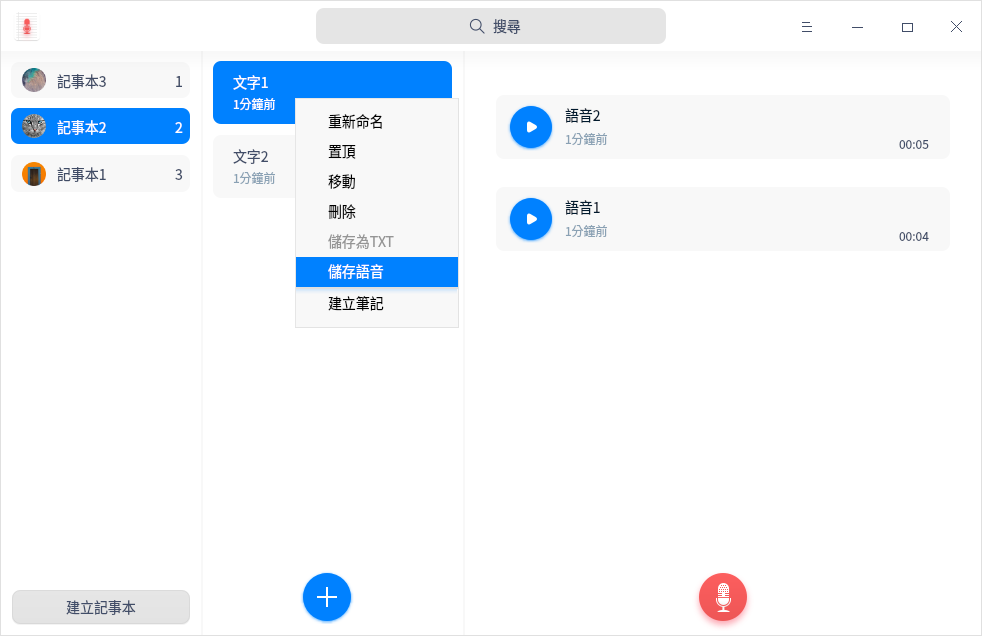 搜尋
記事本3
1
記事本2
2
記事本1
3
建立記事本
文字1
1分鐘前
文字2
1分鐘前
重新命名
置頂
移動
刪除
儲存為TXT
儲存語音
建立筆記
語音2
1分鐘前
00:05
語音1
1分鐘前
00:04